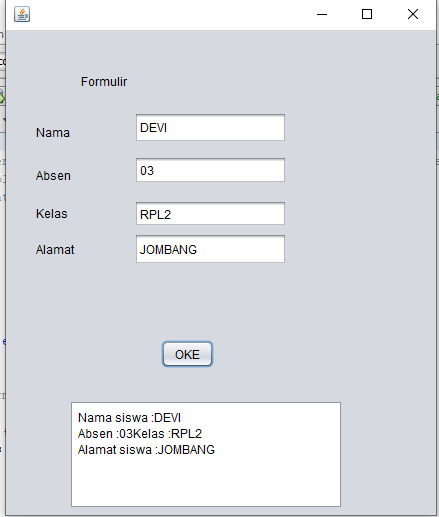 Formulir
Nama DEVI
Absen 03
Kelas RPL2
Alamat JOMBANG
OKE
Nama siswa :DEVI
Absen :03Kelas :RPL2
Alamat siswa :JOMBANG